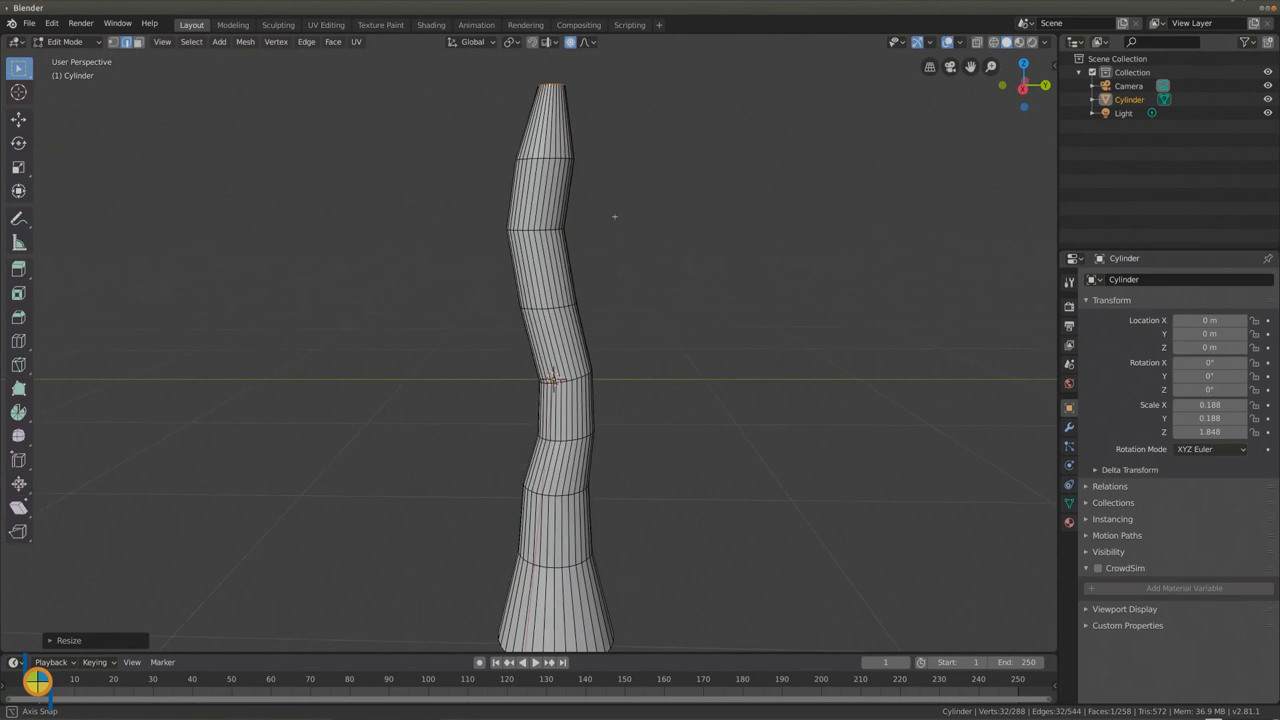 Blender
File Edit Render Window Help
Layout Modeling Sculpting UV Editing Texture Paint Shading Animation Rendering Compositing Scripting +
Scene
View Layer
Edit Mode View Select Add Mesh Vertex Edge Face UV
Global
User Perspective
(1) Cylinder
Z
X
Y
Scene Collection
Collection
Camera
Cylinder
Light
Cylinder
Cylinder
Transform
Location X 0 m
Y 0 m
Z 0 m
Rotation X 0°
Y 0°
Z 0°
Scale X 0.188
Y 0.188
Z 1.848
Rotation Mode XYZ Euler
Delta Transform
Relations
Collections
Instancing
Motion Paths
Visibility
CrowdSim
Add Material Variable
Viewport Display
Custom Properties
Resize
Playback Keying View Marker
1 Start: 1 End: 250
10 20 30 40 50 60 70 80 90 100 110 120 130 140 150 160 170 180 190 200 210 220 230 240 250
Axis Snap
Cylinder | Verts:32/288 | Edges:32/544 | Faces:1/258 | Tris:572 | Mem: 36.9 MB | v2.81.1